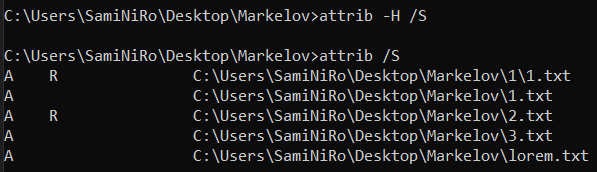 C:\Users\SamiNiRo\Desktop\Markelov>attrib -H /S
C:\Users\SamiNiRo\Desktop\Markelov>attrib /S
A    R               C:\Users\SamiNiRo\Desktop\Markelov\1\1.txt
A                    C:\Users\SamiNiRo\Desktop\Markelov\1.txt
A    R               C:\Users\SamiNiRo\Desktop\Markelov\2.txt
A                    C:\Users\SamiNiRo\Desktop\Markelov\3.txt
A                    C:\Users\SamiNiRo\Desktop\Markelov\lorem.txt